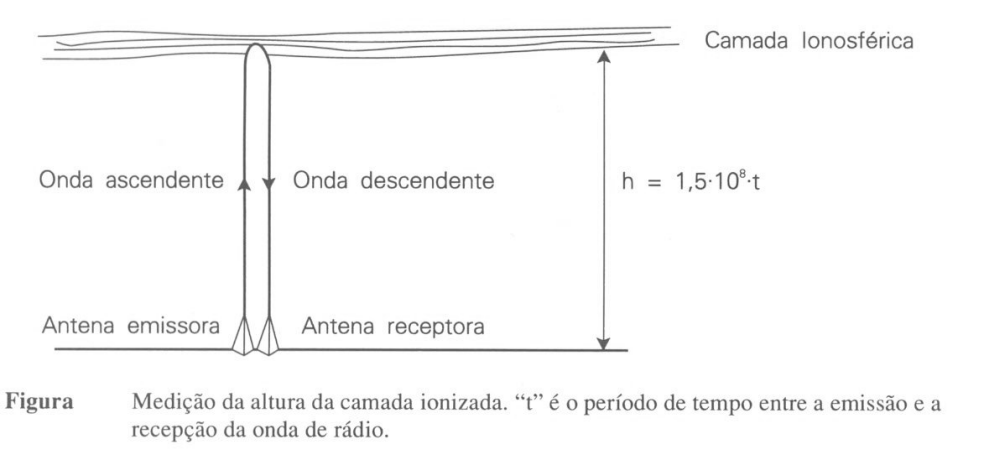 Camada Ionosférica
Onda ascendente
Onda descendente
h = 1,5·10⁸·t
Antena emissora
Antena receptora
Figura Medição da altura da camada ionizada. “t” é o período de tempo entre a emissão e a
recepção da onda de rádio.